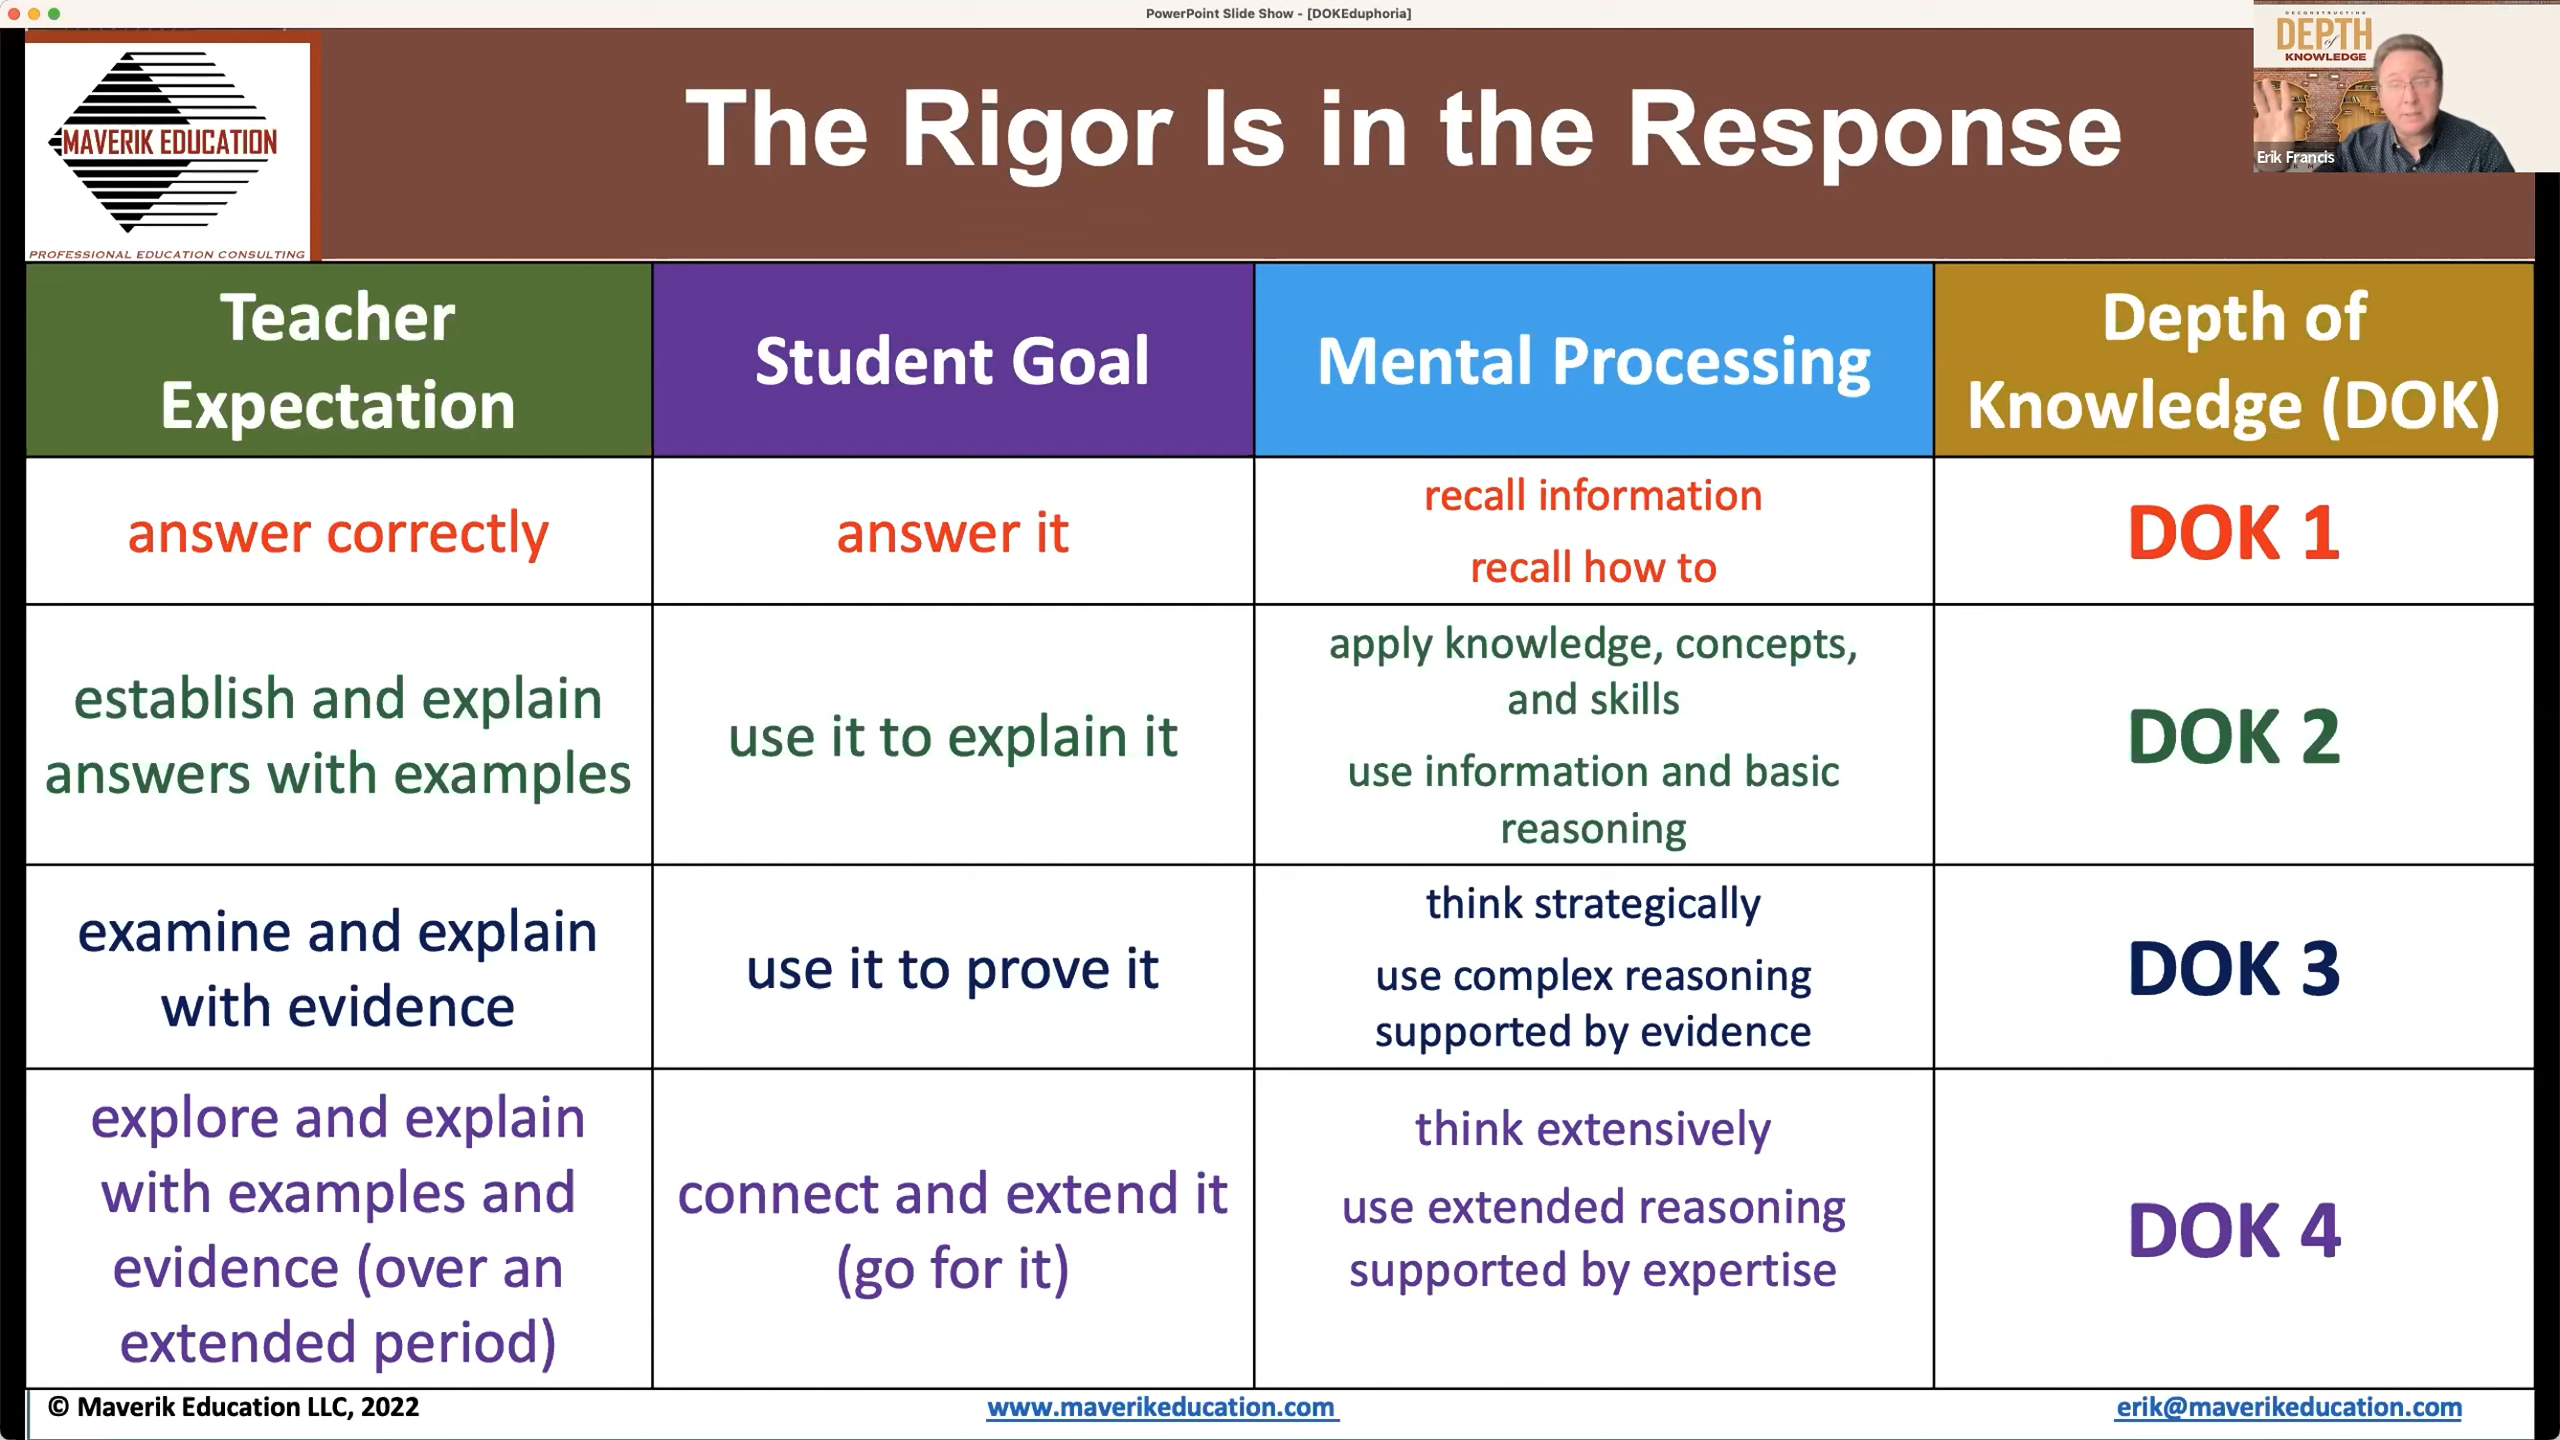 PowerPoint Slide Show - [DOKEduphoria]
MAVERIK EDUCATION
PROFESSIONAL EDUCATION CONSULTING
The Rigor Is in the Response
DECONSTRUCTING
DEPTH
of
KNOWLEDGE
Erik Francis
Teacher
Expectation
Student Goal
Mental Processing
Depth of
Knowledge (DOK)
answer correctly
answer it
recall information
recall how to
DOK 1
establish and explain
answers with examples
use it to explain it
apply knowledge, concepts,
and skills
use information and basic
reasoning
DOK 2
examine and explain
with evidence
use it to prove it
think strategically
use complex reasoning
supported by evidence
DOK 3
explore and explain
with examples and
evidence (over an
extended period)
connect and extend it
(go for it)
think extensively
use extended reasoning
supported by expertise
DOK 4
© Maverik Education LLC, 2022
www.maverikeducation.com
erik@maverikeducation.com